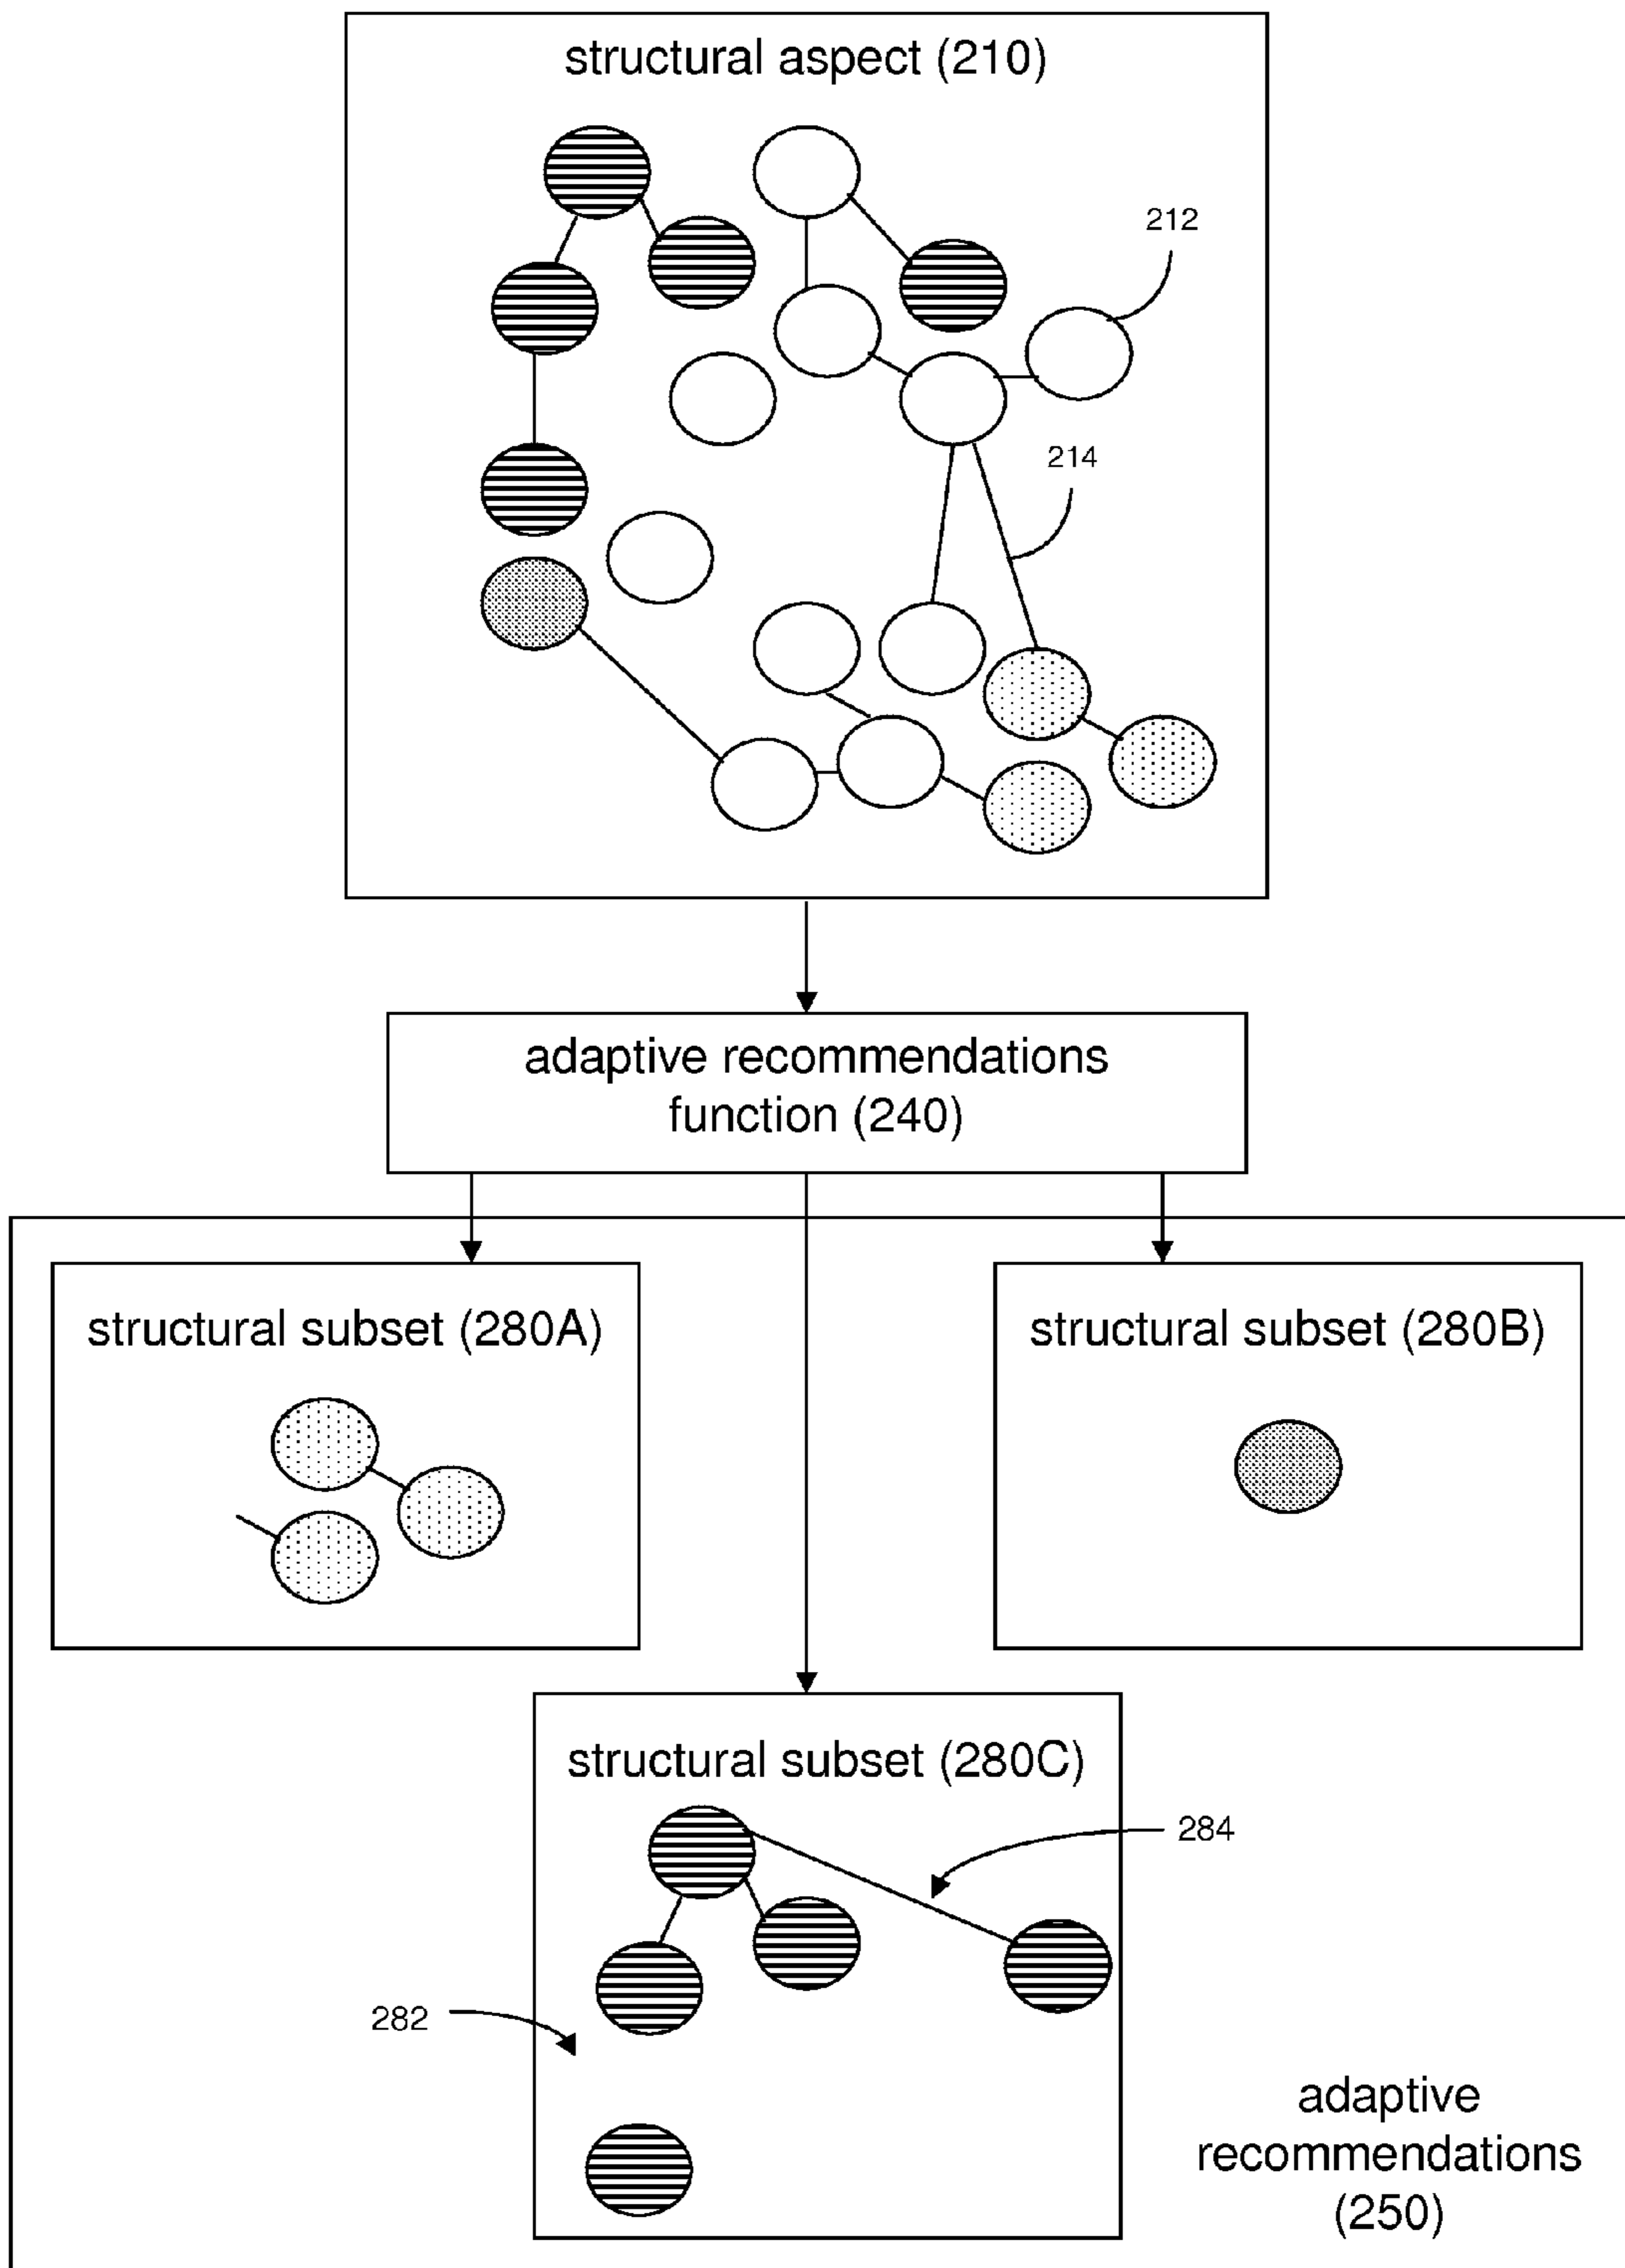 structural aspect (210)
212
214
adaptive recommendations
function (240)
structural subset (280A)
structural subset (280B)
structural subset (280C)
284
282
adaptive
recommendations
(250)